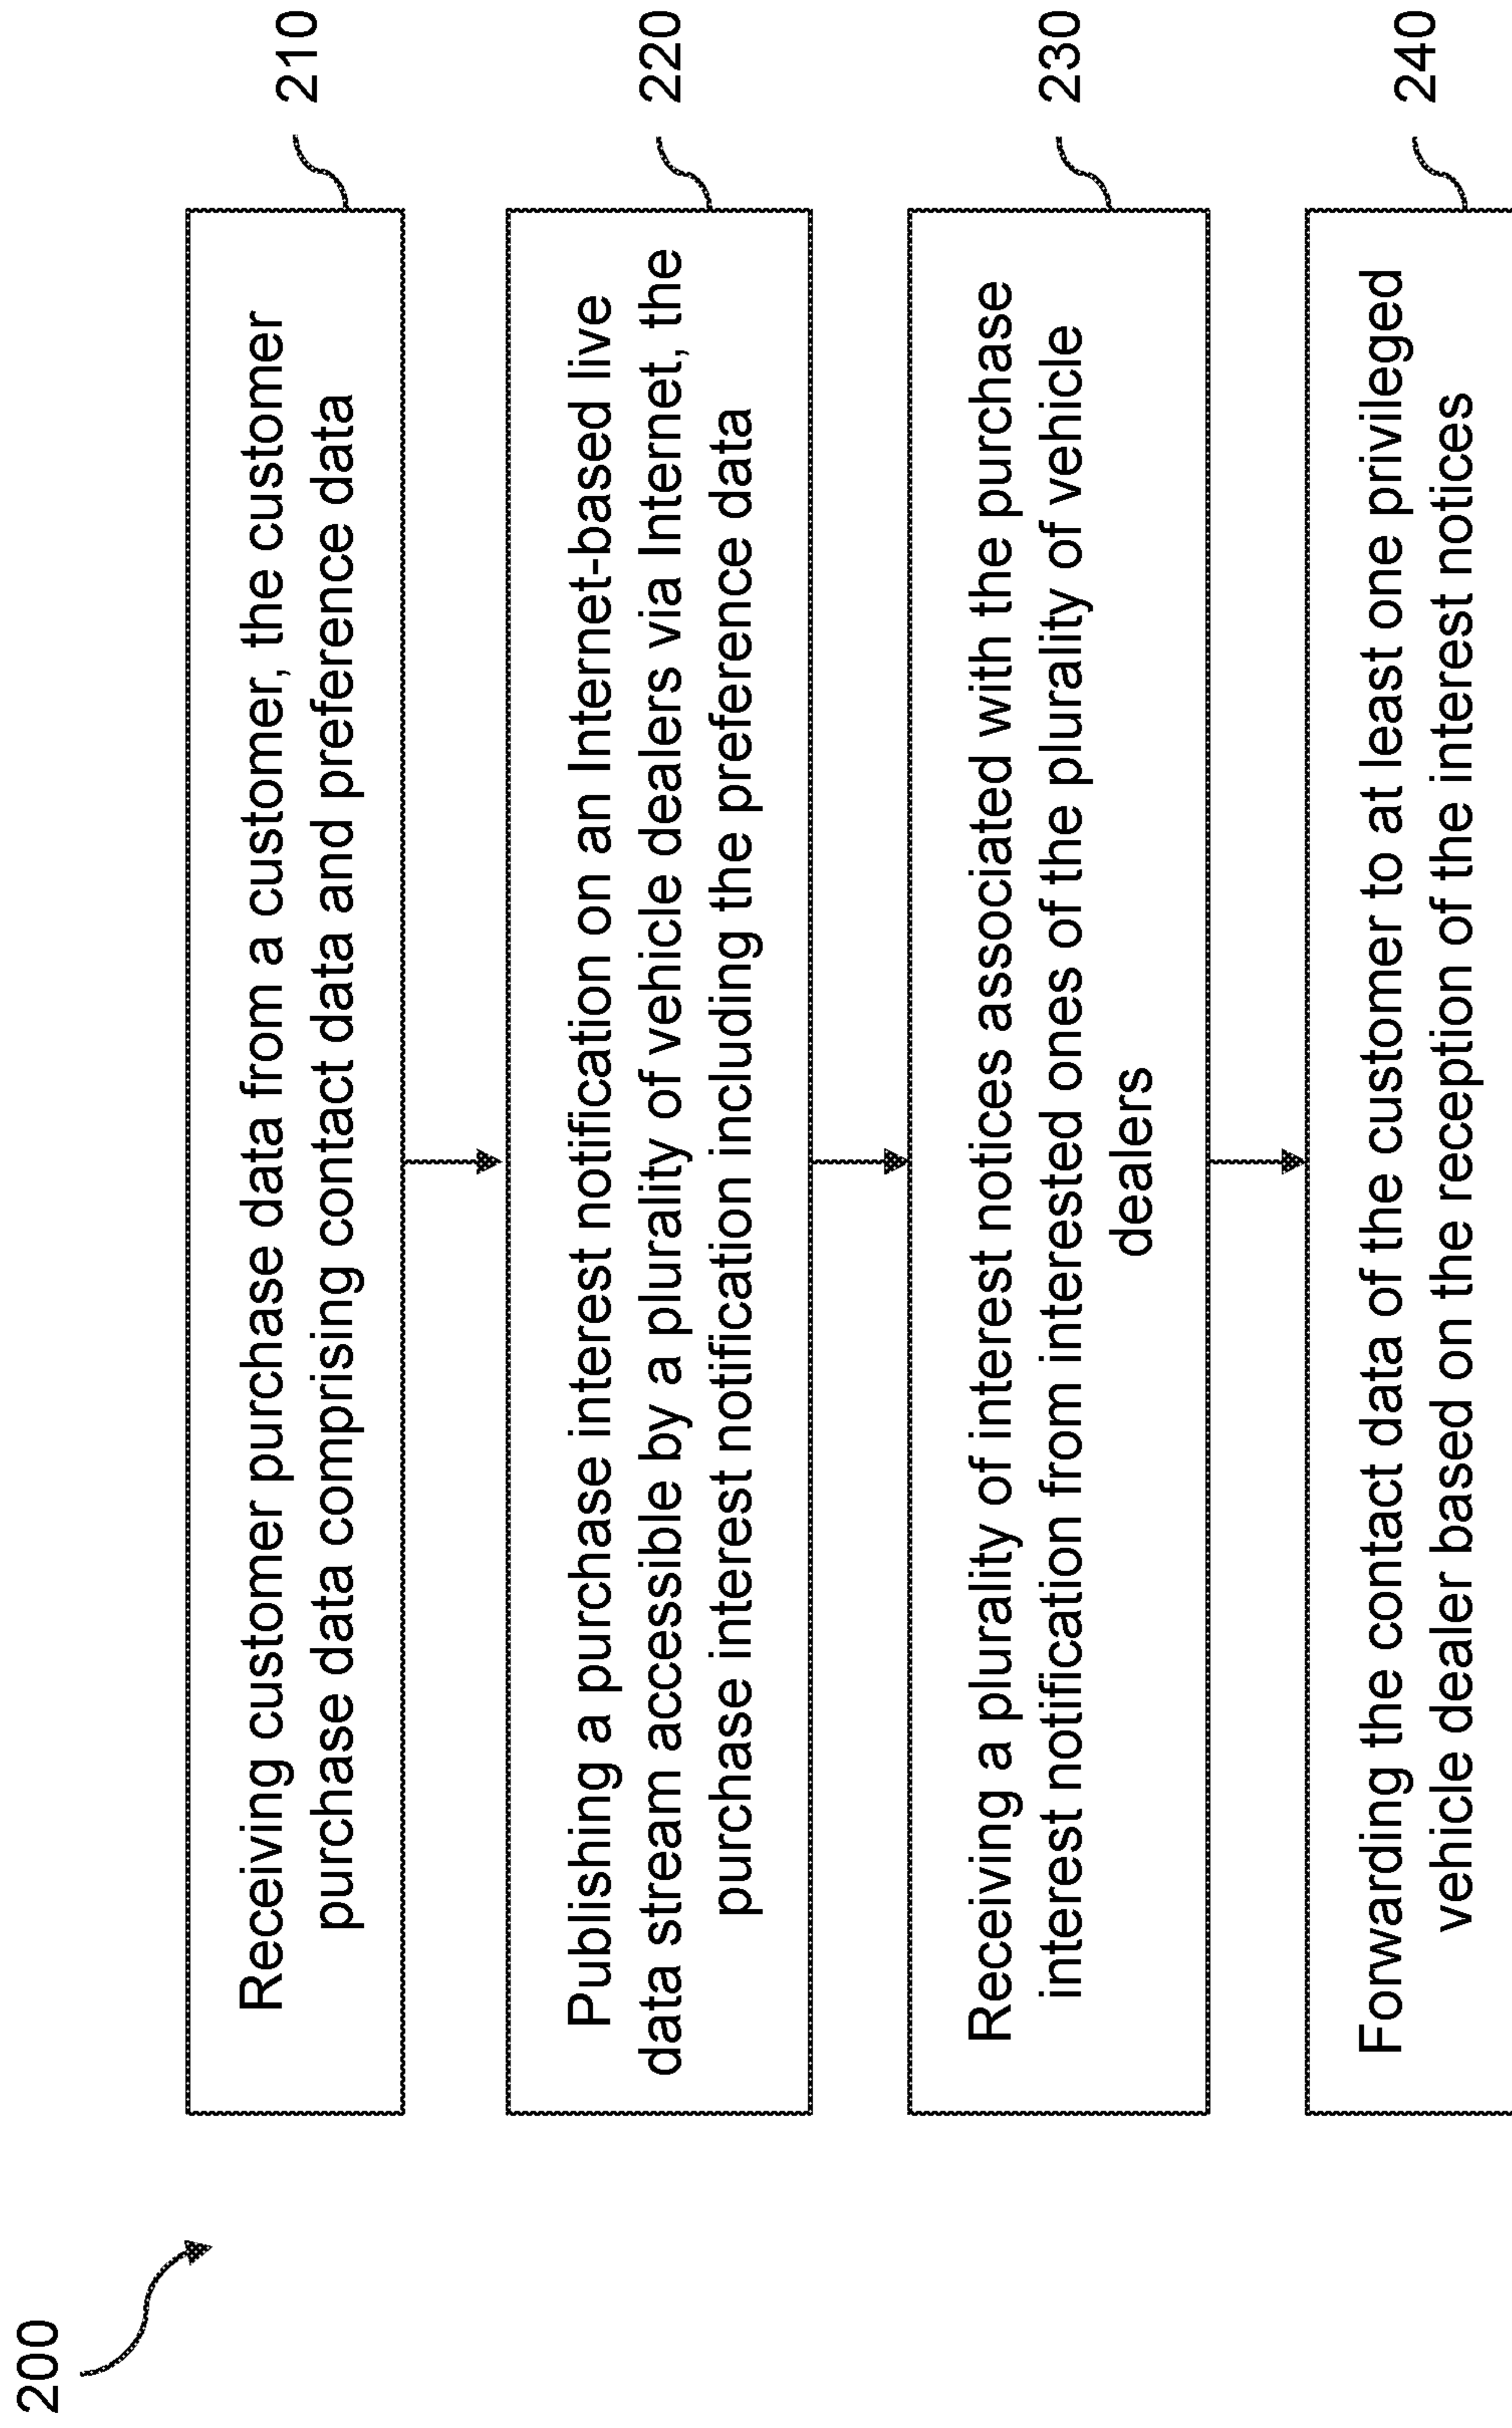 200
Receiving customer purchase data from a customer, the customer
purchase data comprising contact data and preference data
210
Publishing a purchase interest notification on an Internet-based live
data stream accessible by a plurality of vehicle dealers via Internet, the
purchase interest notification including the preference data
220
Receiving a plurality of interest notices associated with the purchase
interest notification from interested ones of the plurality of vehicle
dealers
230
Forwarding the contact data of the customer to at least one privileged
vehicle dealer based on the reception of the interest notices
240